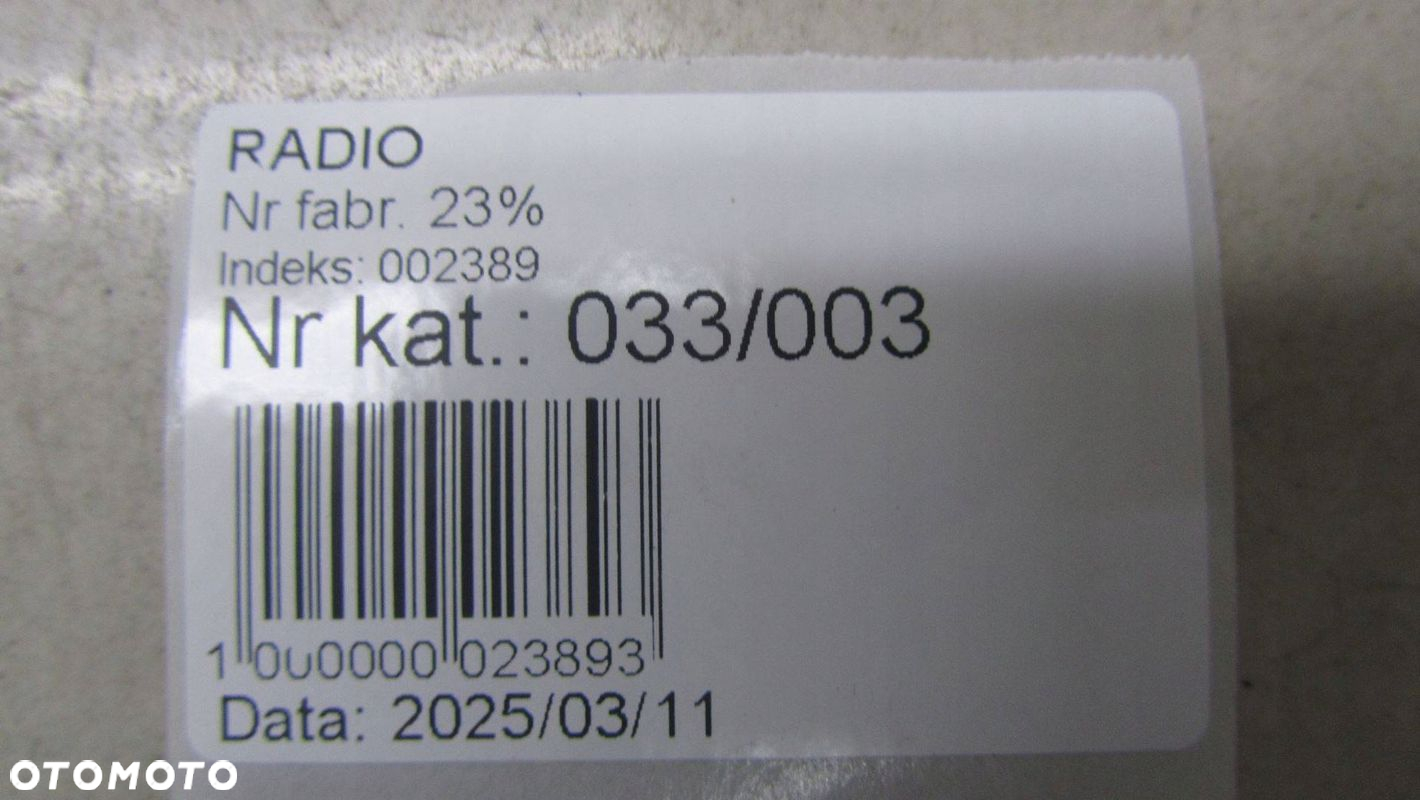 RADIO
Nr fabr. 23%
Indeks: 002389
Nr kat.: 033/003
1 000000 023893
Data: 2025/03/11
OTOMOTO